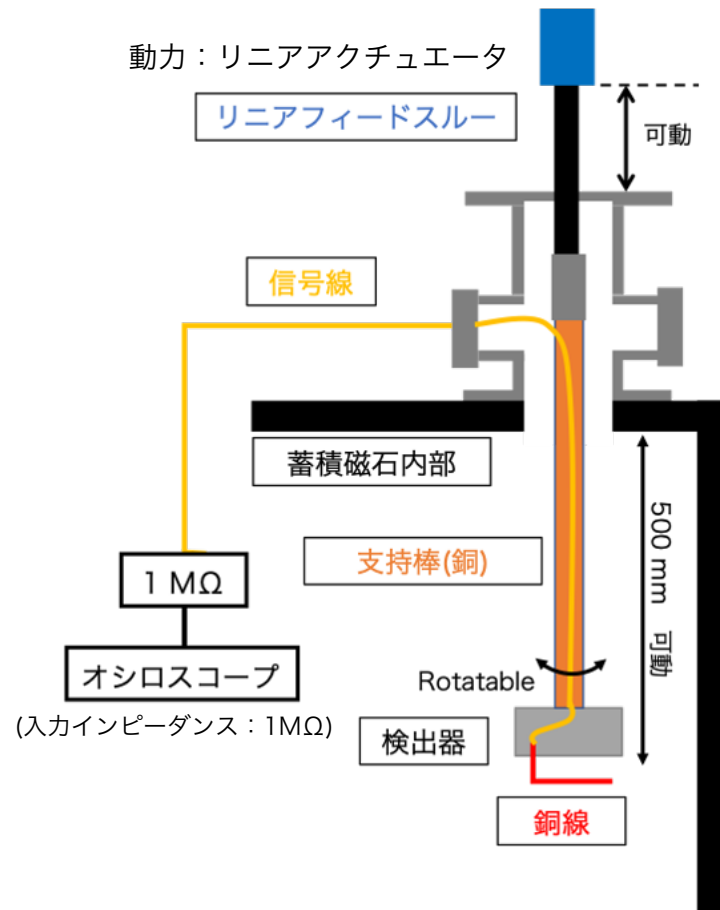 動力：リニアアクチュエータ
リニアフィードスルー
可動
信号線
蓄積磁石内部
500 mm 可動
支持棒(銅)
1 MΩ
オシロスコープ
(入力インピーダンス：1MΩ)
Rotatable
検出器
銅線